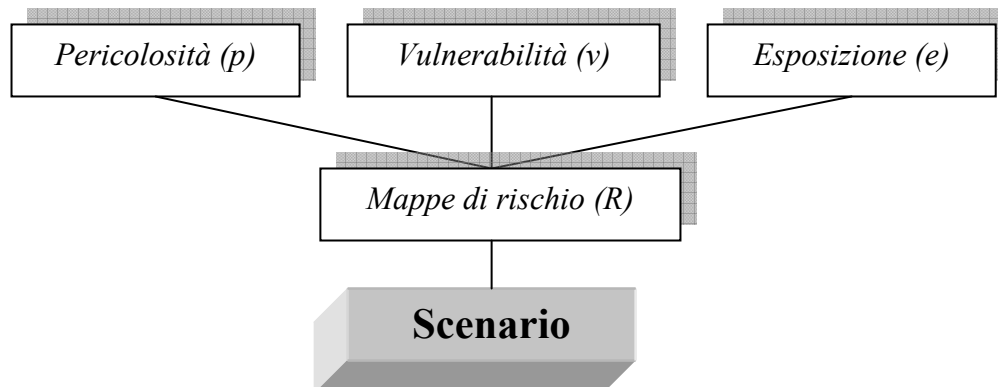 Pericolosità (p)
Vulnerabilità (v)
Esposizione (e)
Mappe di rischio (R)
Scenario